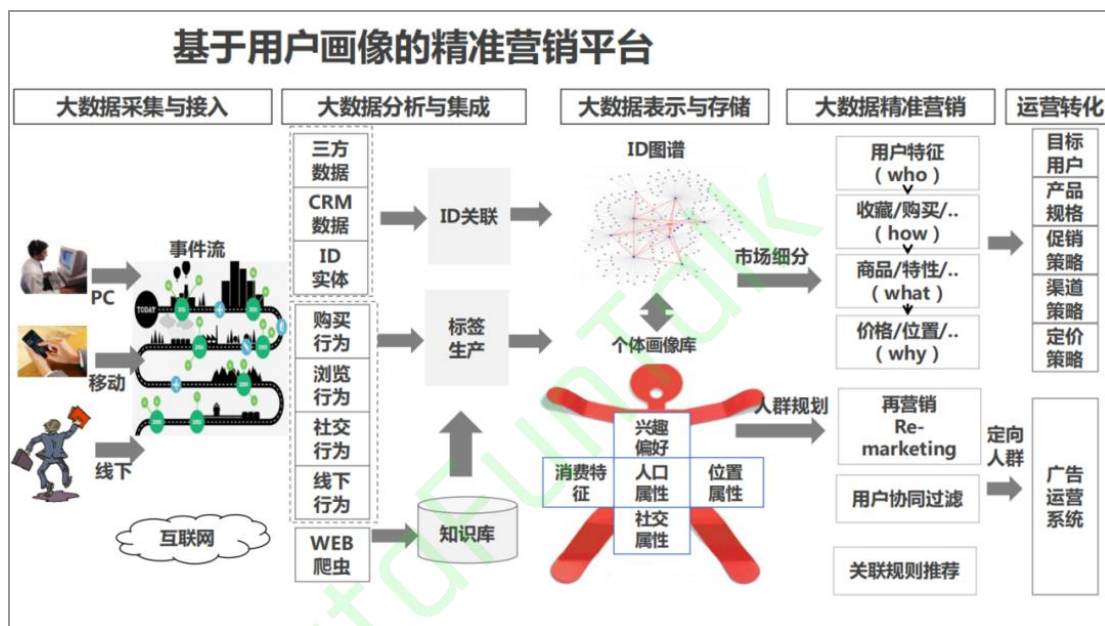 基于用户画像的精准营销平台
大数据采集与接入
大数据分析与集成
大数据表示与存储
大数据精准营销
运营转化
事件流
PC
移动
线下
互联网
TODAY
三方
数据
CRM
数据
ID
实体
购买
行为
浏览
行为
社交
行为
线下
行为
WEB
爬虫
ID关联
标签
生产
知识库
ID图谱
个体画像库
兴趣
偏好
消费特
征
人口
属性
位置
属性
社交
属性
市场细分
人群规划
用户特征
(who)
收藏/购买/..
(how)
商品/特性/..
(what)
价格/位置/..
(why)
再营销
Re-
marketing
用户协同过滤
关联规则推荐
定向
人群
目标
用户
产品
规格
促销
策略
渠道
策略
定价
策略
广告
运营
系统